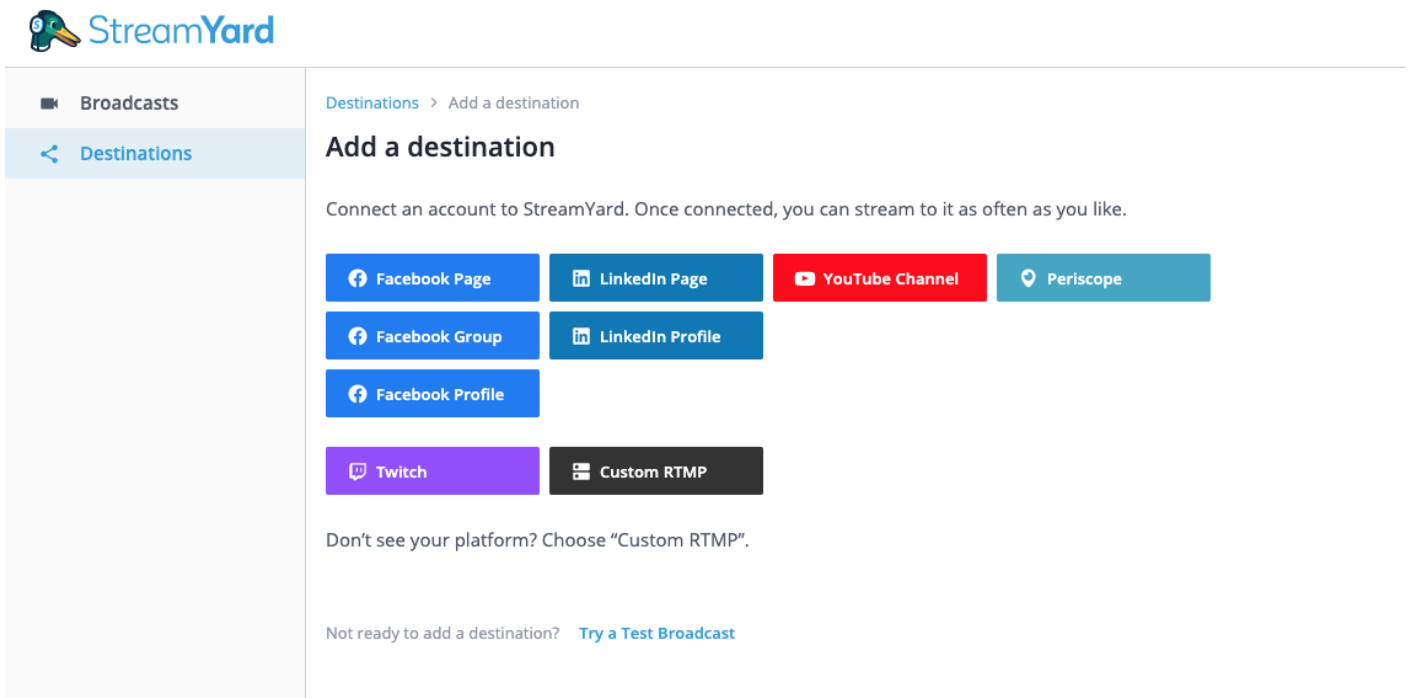 StreamYard
Broadcasts
Destinations
Destinations > Add a destination
Add a destination
Connect an account to StreamYard. Once connected, you can stream to it as often as you like.
Facebook Page
LinkedIn Page
YouTube Channel
Periscope
Facebook Group
LinkedIn Profile
Facebook Profile
Twitch
Custom RTMP
Don’t see your platform? Choose “Custom RTMP”.
Not ready to add a destination? Try a Test Broadcast